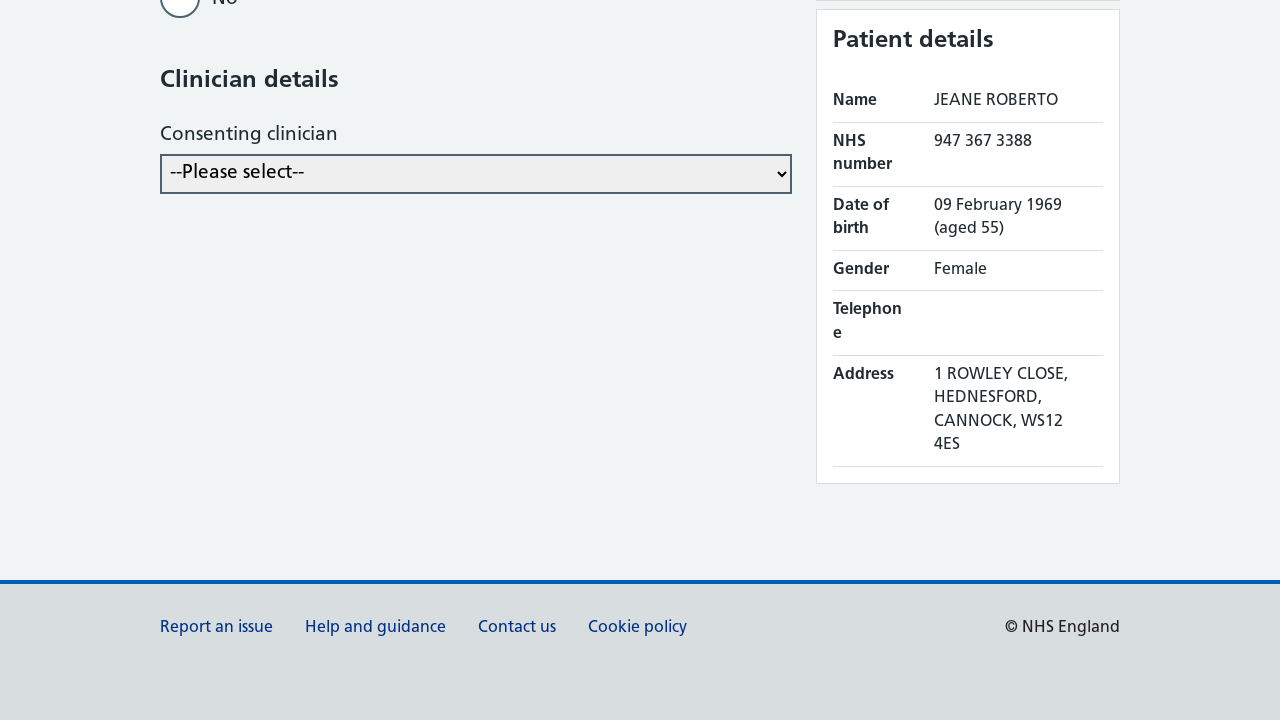 No
Clinician details
Consenting clinician
--Please select--
Patient details
Name JEANE ROBERTO
NHS 947 367 3388
number
Date of 09 February 1969
birth (aged 55)
Gender Female
Telephon
e
Address 1 ROWLEY CLOSE,
HEDNESFORD,
CANNOCK, WS12
4ES
Report an issue Help and guidance Contact us Cookie policy © NHS England